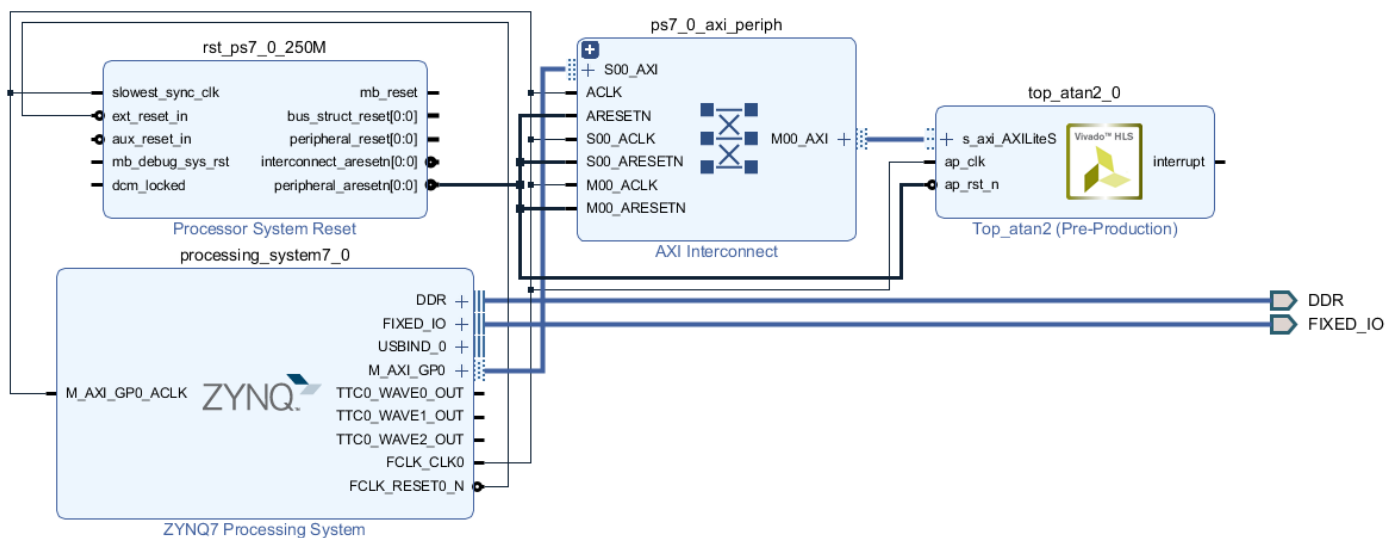 rst_ps7_0_250M
slowest_sync_clk
ext_reset_in
aux_reset_in
mb_debug_sys_rst
dcm_locked
mb_reset
bus_struct_reset[0:0]
peripheral_reset[0:0]
interconnect_aresetn[0:0]
peripheral_aresetn[0:0]
Processor System Reset
ps7_0_axi_periph
S00_AXI
ACLK
ARESETN
S00_ACLK
S00_ARESETN
M00_ACLK
M00_ARESETN
M00_AXI
AXI Interconnect
top_atan2_0
s_axi_AXILiteS
ap_clk
ap_rst_n
Vivado™ HLS
interrupt
Top_atan2 (Pre-Production)
processing_system7_0
M_AXI_GP0_ACLK
ZYNQ
DDR
FIXED_IO
USBIND_0
M_AXI_GP0
TTC0_WAVE0_OUT
TTC0_WAVE1_OUT
TTC0_WAVE2_OUT
FCLK_CLK0
FCLK_RESET0_N
ZYNQ7 Processing System
DDR
FIXED_IO